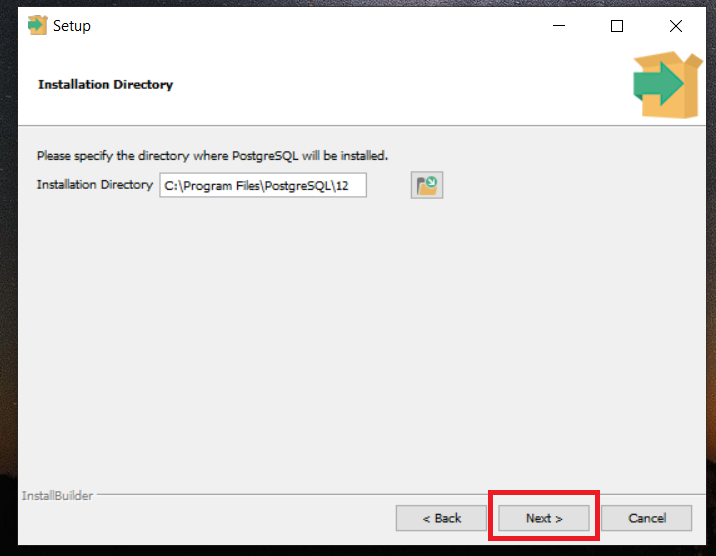 Setup
Installation Directory
Please specify the directory where PostgreSQL will be installed.
Installation Directory C:\Program Files\PostgreSQL\12
InstallBuilder
< Back Next > Cancel